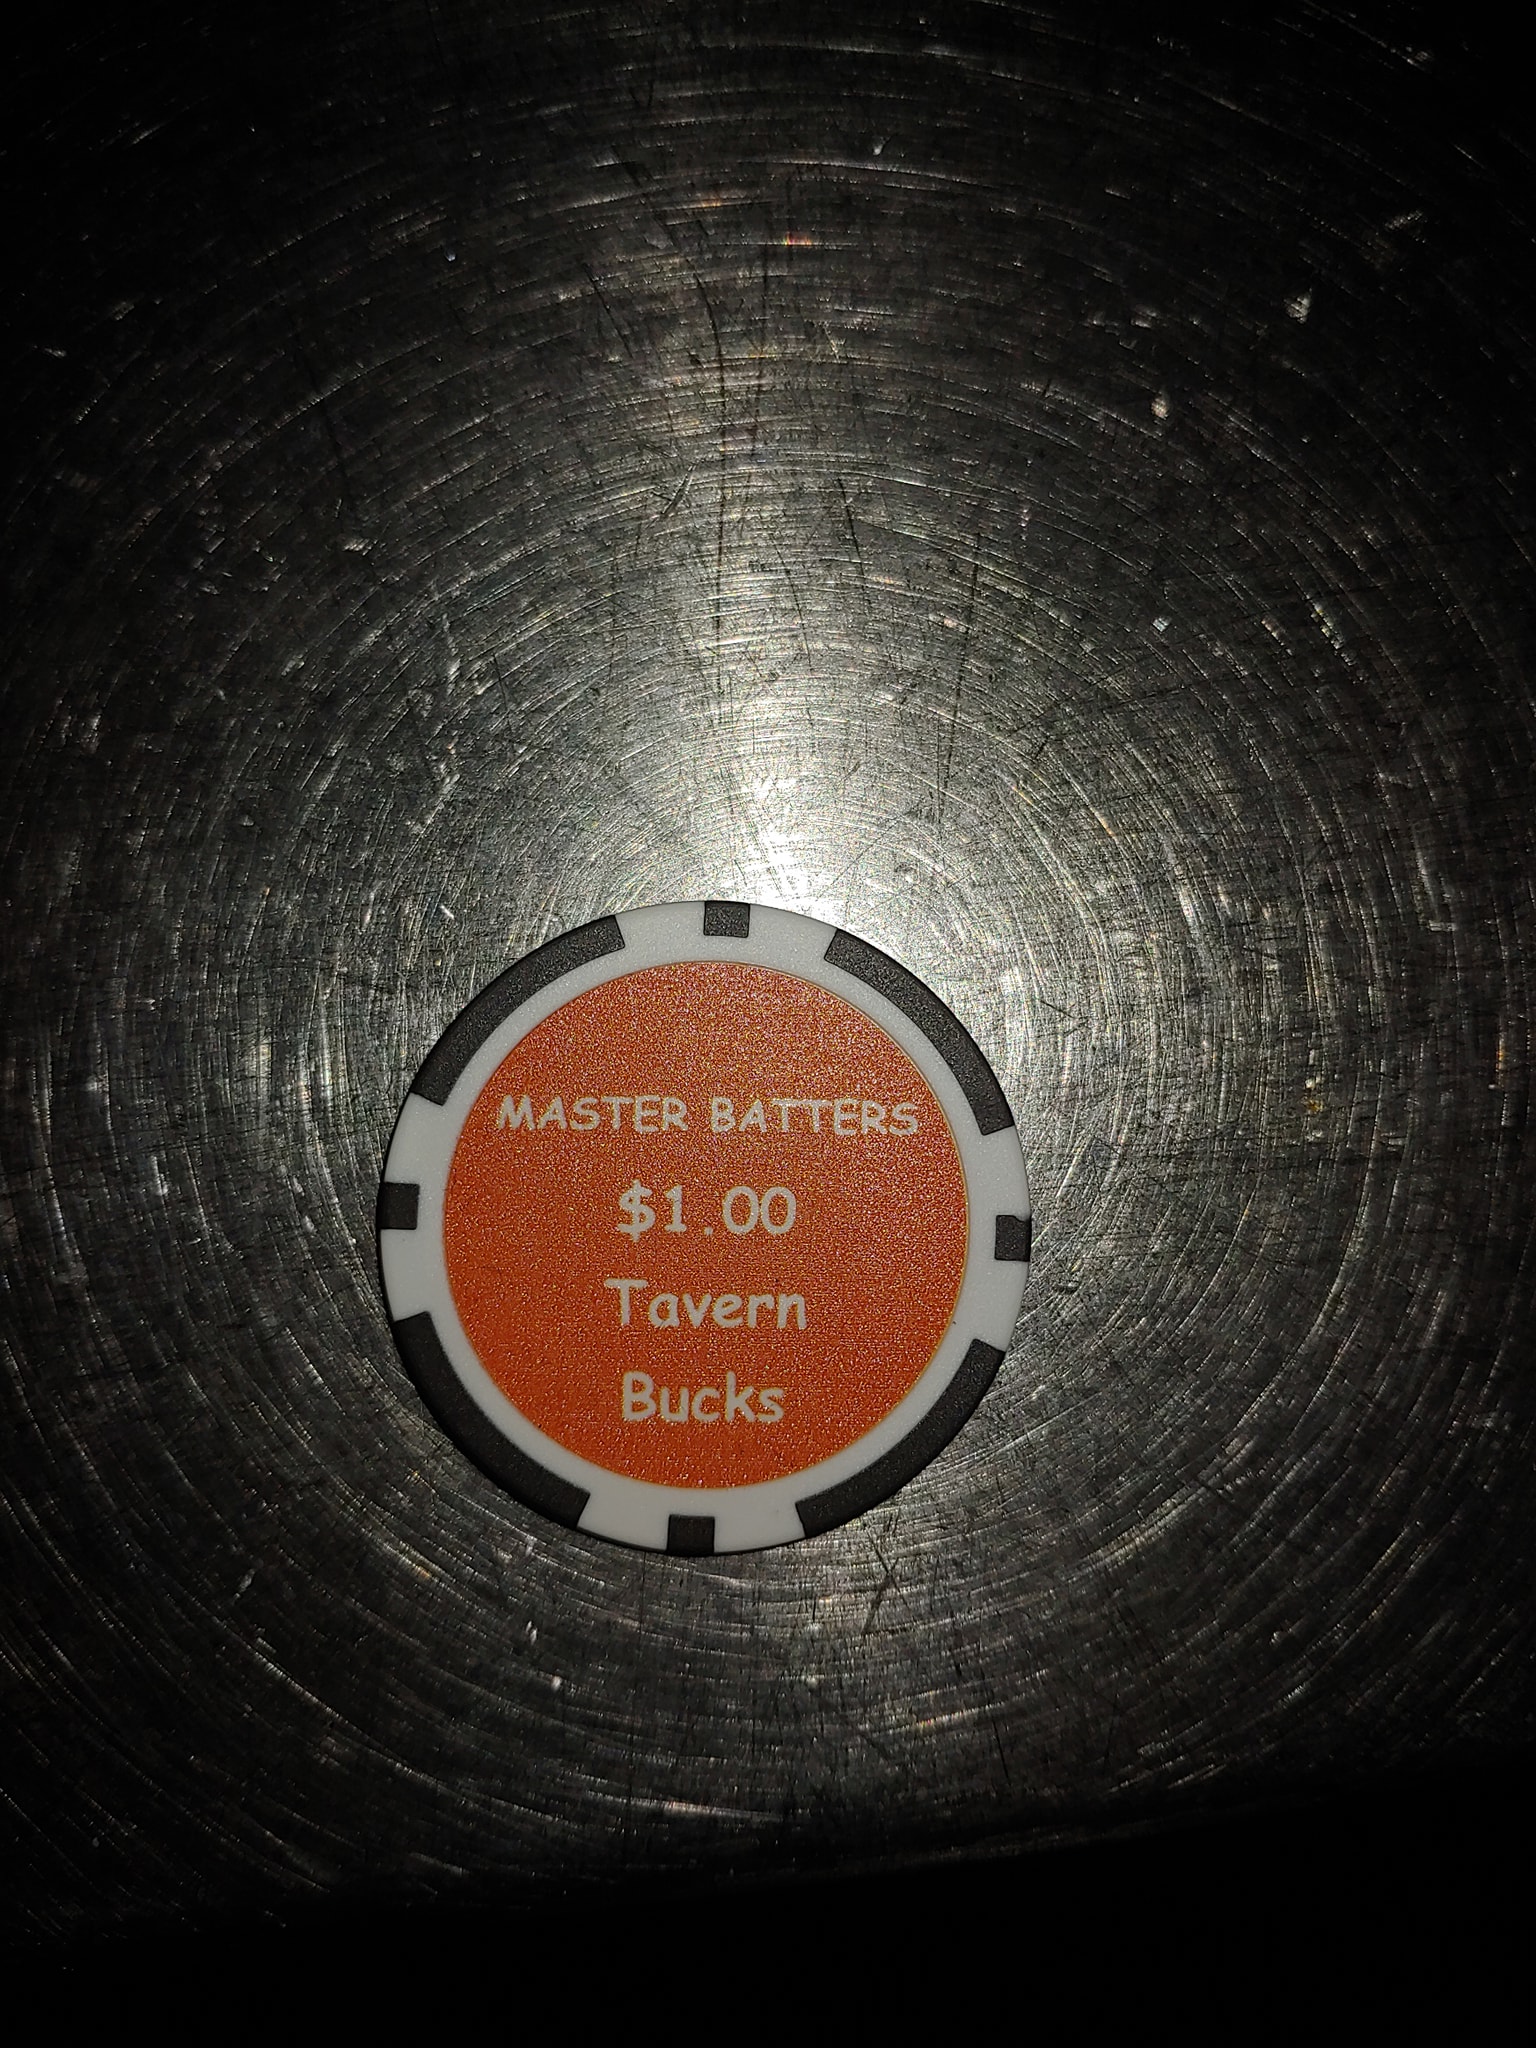 MASTER BATTERS
$1.00
Tavern
Bucks